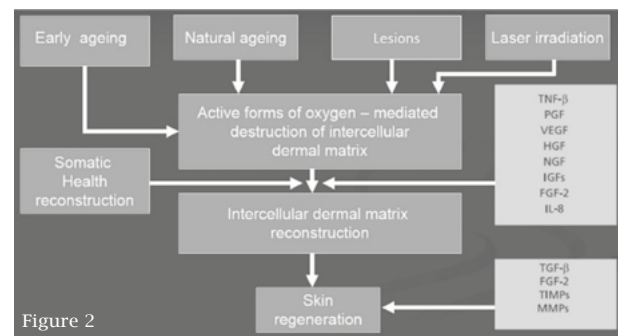 Early ageing
Natural ageing
Lesions
Laser irradiation
Active forms of oxygen – mediated
destruction of intercellular
dermal matrix
TNF-β
PGF
VEGF
HGF
NGF
IGFs
FGF-2
IL-8
Somatic
Health
reconstruction
Intercellular dermal matrix
reconstruction
TGF-β
FGF-2
TIMPs
MMPs
Skin
regeneration
Figure 2